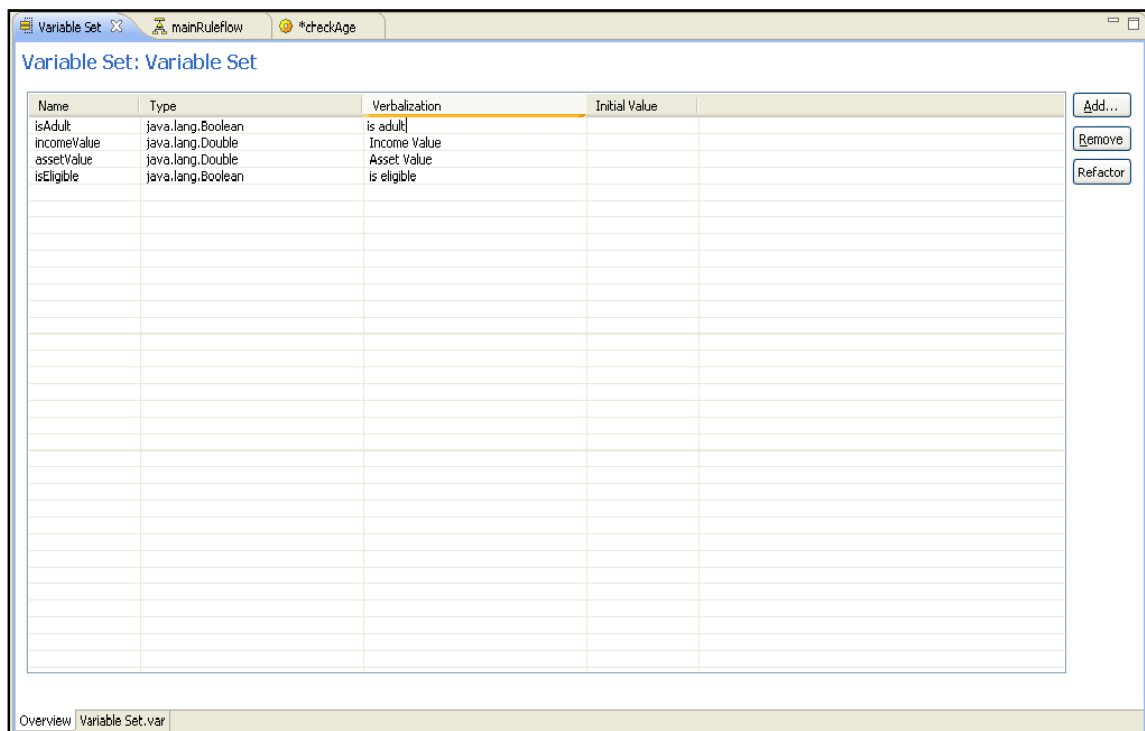 Variable Set mainRuleflow *checkAge
Variable Set: Variable Set
Name Type Verbalization Initial Value
Add...
isAdult java.lang.Boolean is adult
incomeValue java.lang.Double Income Value
Remove
assetValue java.lang.Double Asset Value
isEligible java.lang.Boolean is eligible
Refactor
Overview Variable Set.var